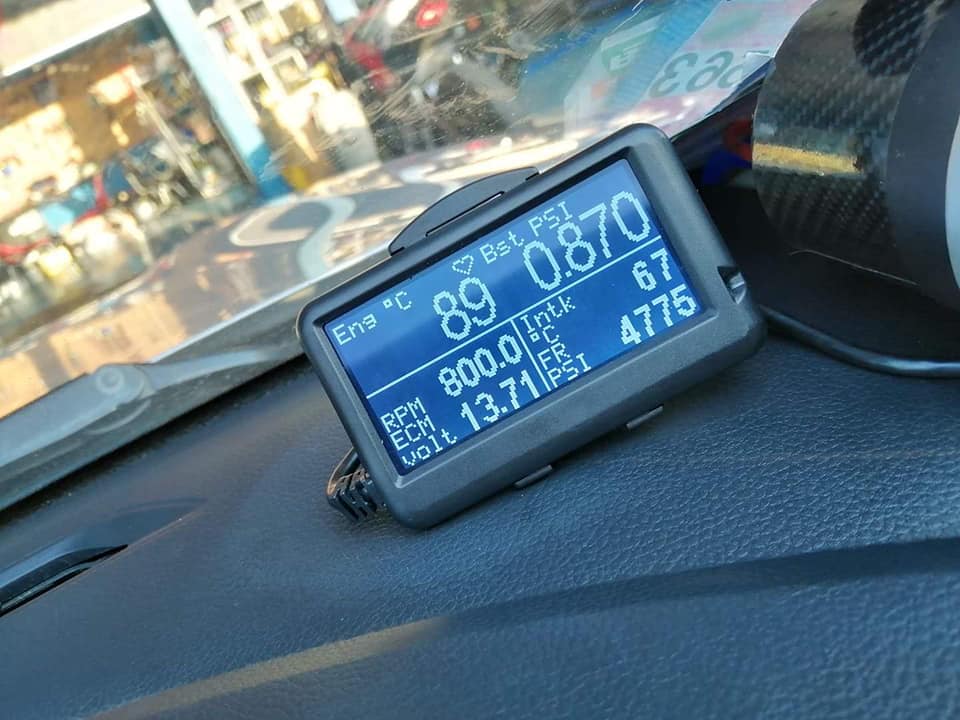 Eng °C 89 Bst PSI 0.870
RPM 800.0
ECM volt 13.71
Intk °C 67
FR PSI 4775